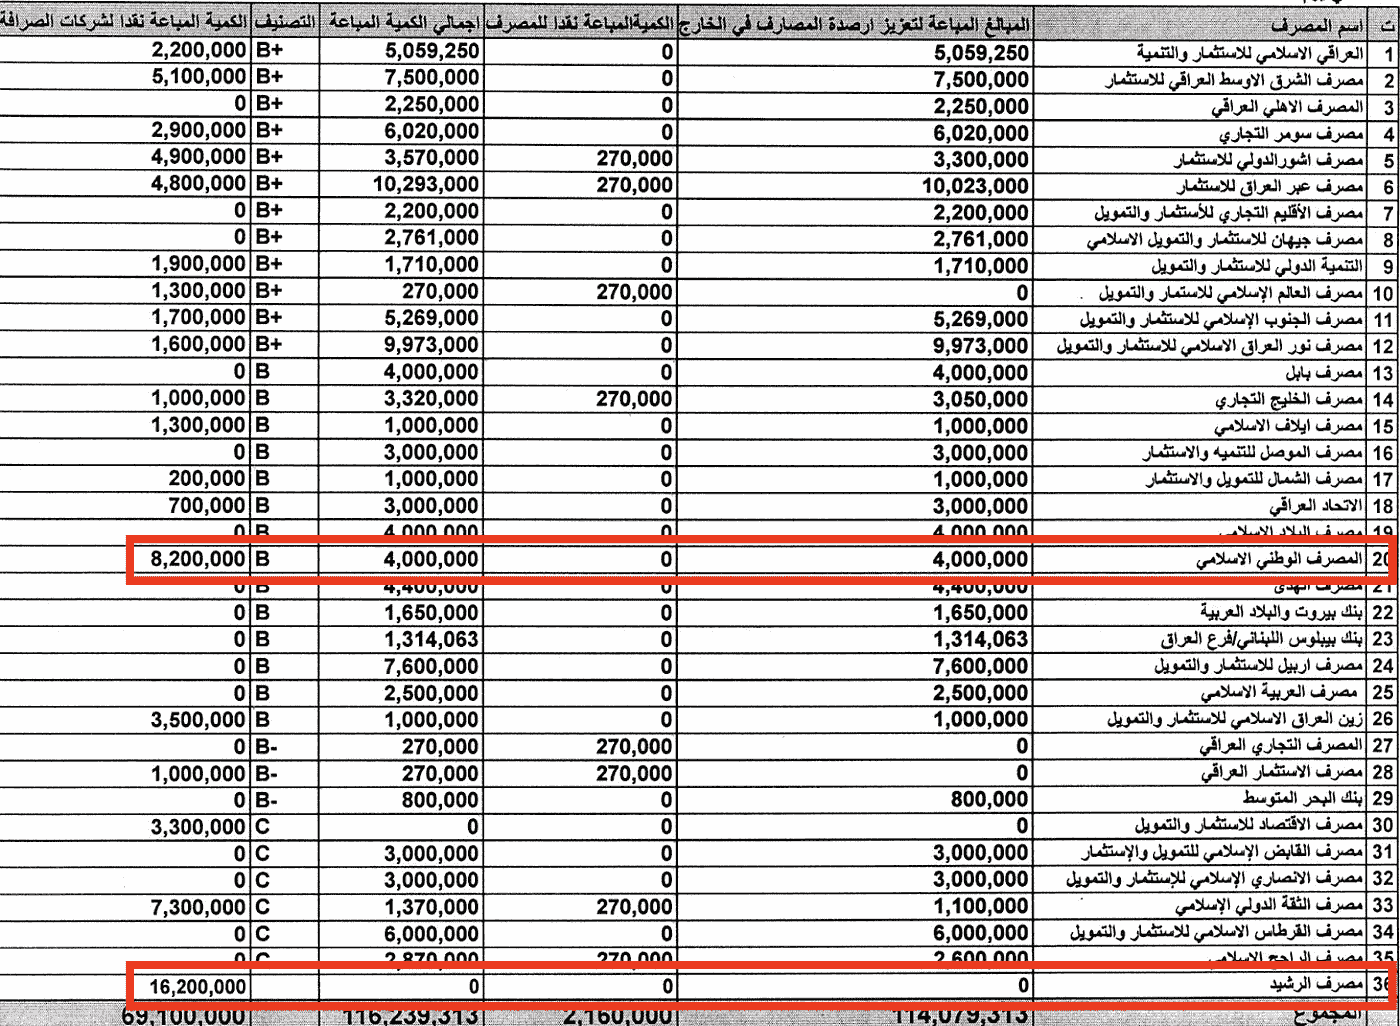 ت اسم المصرف المبالغ المباعة لتعزيز ارصدة المصارف في الخارج الكمية المباعة نقدا للمصرف إجمالي الكمية المباعة التصنيف الكمية المباعة نقدا لشركات الصرافة
1 العراقي الاسلامي للاستثمار والتنمية 5,059,250 0 5,059,250 B+ 2,200,000
2 مصرف الشرق الاوسط العراقي للاستثمار 7,500,000 0 7,500,000 B+ 5,100,000
3 المصرف الاهلي العراقي 2,250,000 0 2,250,000 B+ 0
4 مصرف سومر التجاري 6,020,000 0 6,020,000 B+ 2,900,000
5 مصرف اشورالدولي للاستثمار 3,300,000 270,000 3,570,000 B+ 4,900,000
6 مصرف عبر العراق للاستثمار 10,023,000 270,000 10,293,000 B+ 4,800,000
7 مصرف الأقليم التجاري للأستثمار والتمويل 2,200,000 0 2,200,000 B+ 0
8 مصرف جيهان للاستثمار والتمويل الاسلامي 2,761,000 0 2,761,000 B+ 0
9 التنمية الدولي للاستثمار والتمويل 1,710,000 0 1,710,000 B+ 1,900,000
10 مصرف العالم الإسلامي للاستمار والتمويل 0 270,000 270,000 B+ 1,300,000
11 مصرف الجنوب الإسلامي للاستثمار والتمويل 5,269,000 0 5,269,000 B+ 1,700,000
12 مصرف نور العراق الاسلامي للاستثمار والتمويل 9,973,000 0 9,973,000 B+ 1,600,000
13 مصرف بابل 4,000,000 0 4,000,000 B 0
14 مصرف الخليج التجاري 3,050,000 270,000 3,320,000 B 1,000,000
15 مصرف ايلاف الاسلامي 1,000,000 0 1,000,000 B 1,300,000
16 مصرف الموصل للتنميه والاستثمار 3,000,000 0 3,000,000 B 0
17 مصرف الشمال للتمويل والاستثمار 1,000,000 0 1,000,000 B 200,000
18 الاتحاد العراقي 3,000,000 0 3,000,000 B 700,000
19 مصرف البلاد الاسلامي 4,000,000 0 4,000,000 B 0
20 المصرف الوطني الاسلامي 4,000,000 0 4,000,000 B 8,200,000
21 مصرف الهدى 4,400,000 0 4,400,000 B 0
22 بنك بيروت والبلاد العربية 1,650,000 0 1,650,000 B 0
23 بنك بيبلوس اللبناني/فرع العراق 1,314,063 0 1,314,063 B 0
24 مصرف اربيل للاستثمار والتمويل 7,600,000 0 7,600,000 B 0
25 مصرف العربية الاسلامي 2,500,000 0 2,500,000 B 0
26 زين العراق الاسلامي للاستثمار والتمويل 1,000,000 0 1,000,000 B 3,500,000
27 المصرف التجاري العراقي 0 270,000 270,000 B- 0
28 مصرف الاستثمار العراقي 0 270,000 270,000 B- 1,000,000
29 بنك البحر المتوسط 800,000 0 800,000 B- 0
30 مصرف الاقتصاد للاستثمار والتمويل 0 0 0 C 3,300,000
31 مصرف القابض الإسلامي للتمويل والإستثمار 3,000,000 0 3,000,000 C 0
32 مصرف الانصاري الإسلامي للإستثمار والتمويل 3,000,000 0 3,000,000 C 0
33 مصرف الثقة الدولي الإسلامي 1,100,000 270,000 1,370,000 C 7,300,000
34 مصرف القرطاس الاسلامي للاستثمار والتمويل 6,000,000 0 6,000,000 C 0
35 مصرف الراجح الاسلامي 2,600,000 270,000 2,870,000 C 0
36 مصرف الرشيد 0 0 0 16,200,000
المجموع 114,079,313 2,160,000 116,239,313 69,100,000